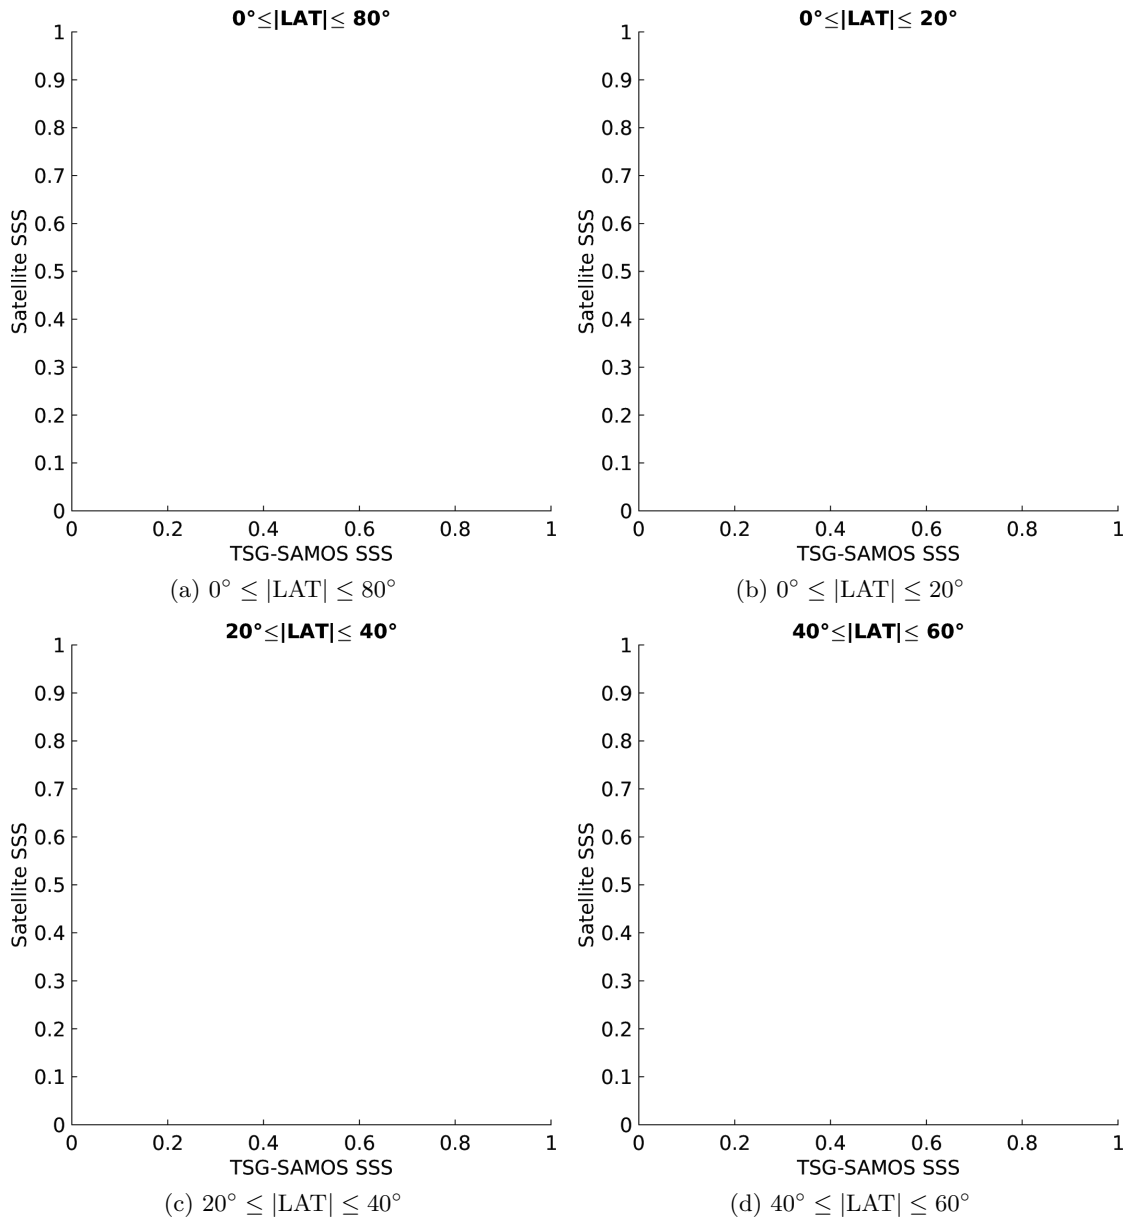 0°≤|LAT|≤ 80°
1
0.9
0.8
0.7
0.6
0.5
0.4
0.3
0.2
0.1
0
Satellite SSS
0 0.2 0.4 0.6 0.8 1
TSG-SAMOS SSS
(a) 0° ≤ |LAT| ≤ 80°
0°≤|LAT|≤ 20°
1
0.9
0.8
0.7
0.6
0.5
0.4
0.3
0.2
0.1
0
Satellite SSS
0 0.2 0.4 0.6 0.8 1
TSG-SAMOS SSS
(b) 0° ≤ |LAT| ≤ 20°
20°≤|LAT|≤ 40°
1
0.9
0.8
0.7
0.6
0.5
0.4
0.3
0.2
0.1
0
Satellite SSS
0 0.2 0.4 0.6 0.8 1
TSG-SAMOS SSS
(c) 20° ≤ |LAT| ≤ 40°
40°≤|LAT|≤ 60°
1
0.9
0.8
0.7
0.6
0.5
0.4
0.3
0.2
0.1
0
Satellite SSS
0 0.2 0.4 0.6 0.8 1
TSG-SAMOS SSS
(d) 40° ≤ |LAT| ≤ 60°